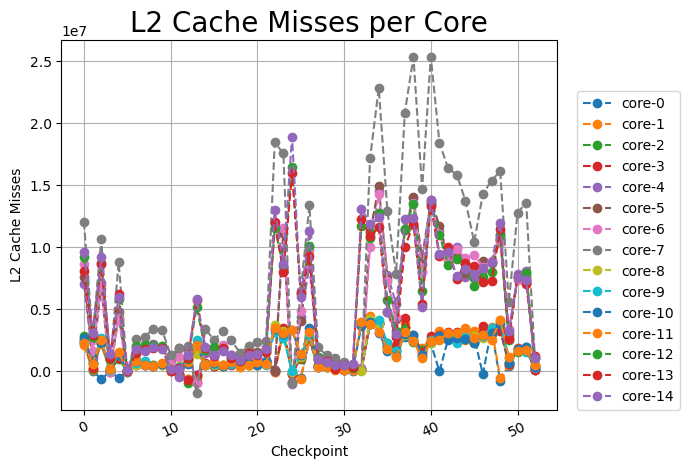 L2 Cache Misses per Core
1e7
2.5
2.0
1.5
1.0
0.5
0.0
L2 Cache Misses
0
10
20
30
40
50
Checkpoint
core-0
core-1
core-2
core-3
core-4
core-5
core-6
core-7
core-8
core-9
core-10
core-11
core-12
core-13
core-14